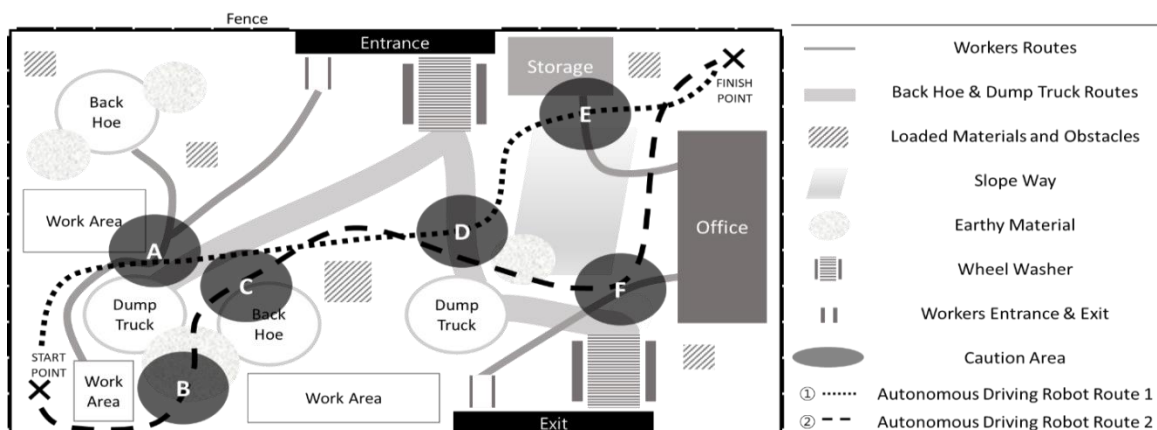 Fence
Entrance
Storage
FINISH
POINT
Back
Hoe
E
Work Area
A
D
Office
C
F
Dump
Truck
Back
Hoe
Dump
Truck
START
POINT
Work
Area
B
Work Area
Exit
Workers Routes
Back Hoe & Dump Truck Routes
Loaded Materials and Obstacles
Slope Way
Earthy Material
Wheel Washer
Workers Entrance & Exit
Caution Area
① Autonomous Driving Robot Route 1
② Autonomous Driving Robot Route 2